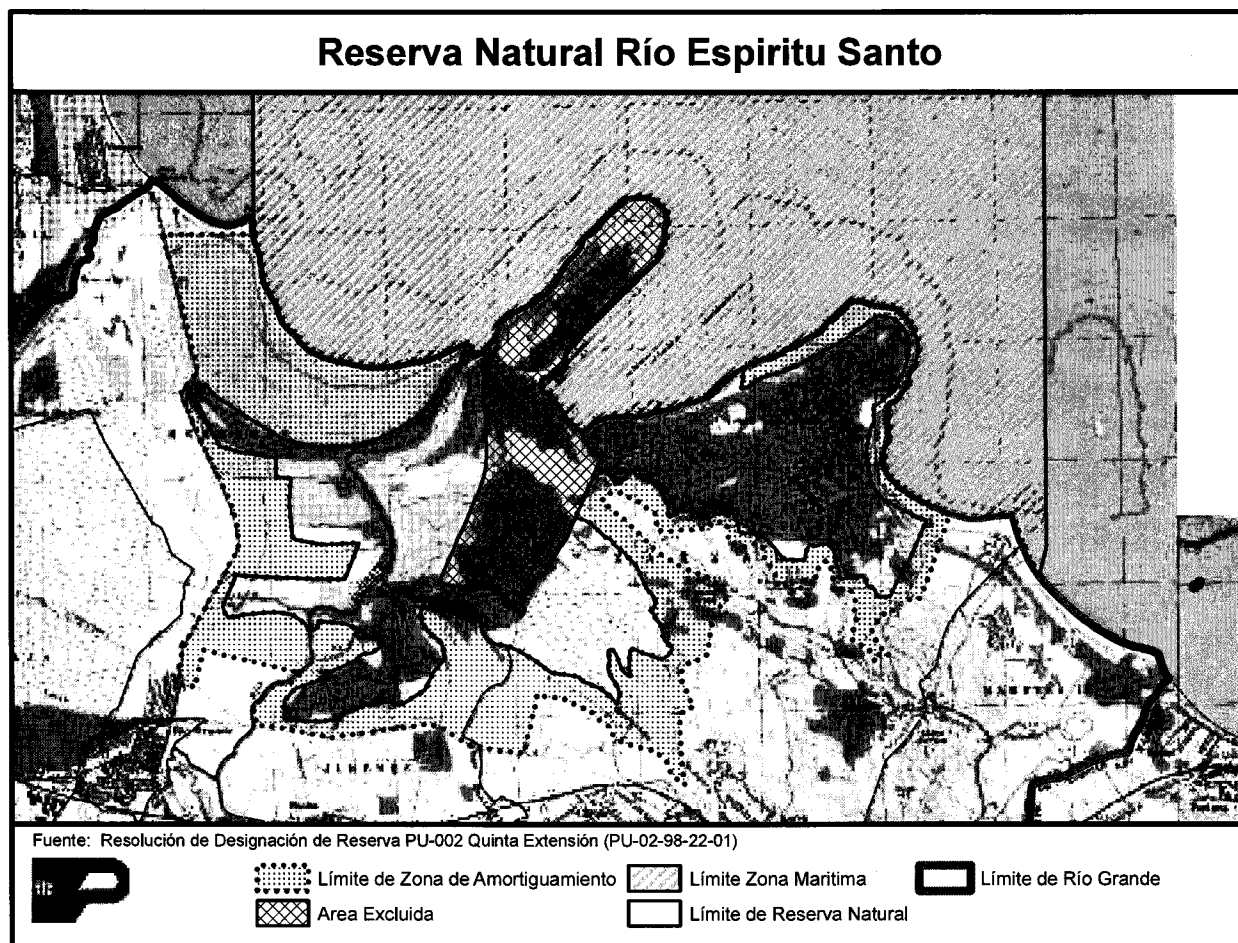 Reserva Natural Río Espiritu Santo
Fuente: Resolución de Designación de Reserva PU-002 Quinta Extensión (PU-02-98-22-01)
Límite de Zona de Amortiguamiento
Límite Zona Maritima
Límite de Río Grande
Area Excluida
Límite de Reserva Natural